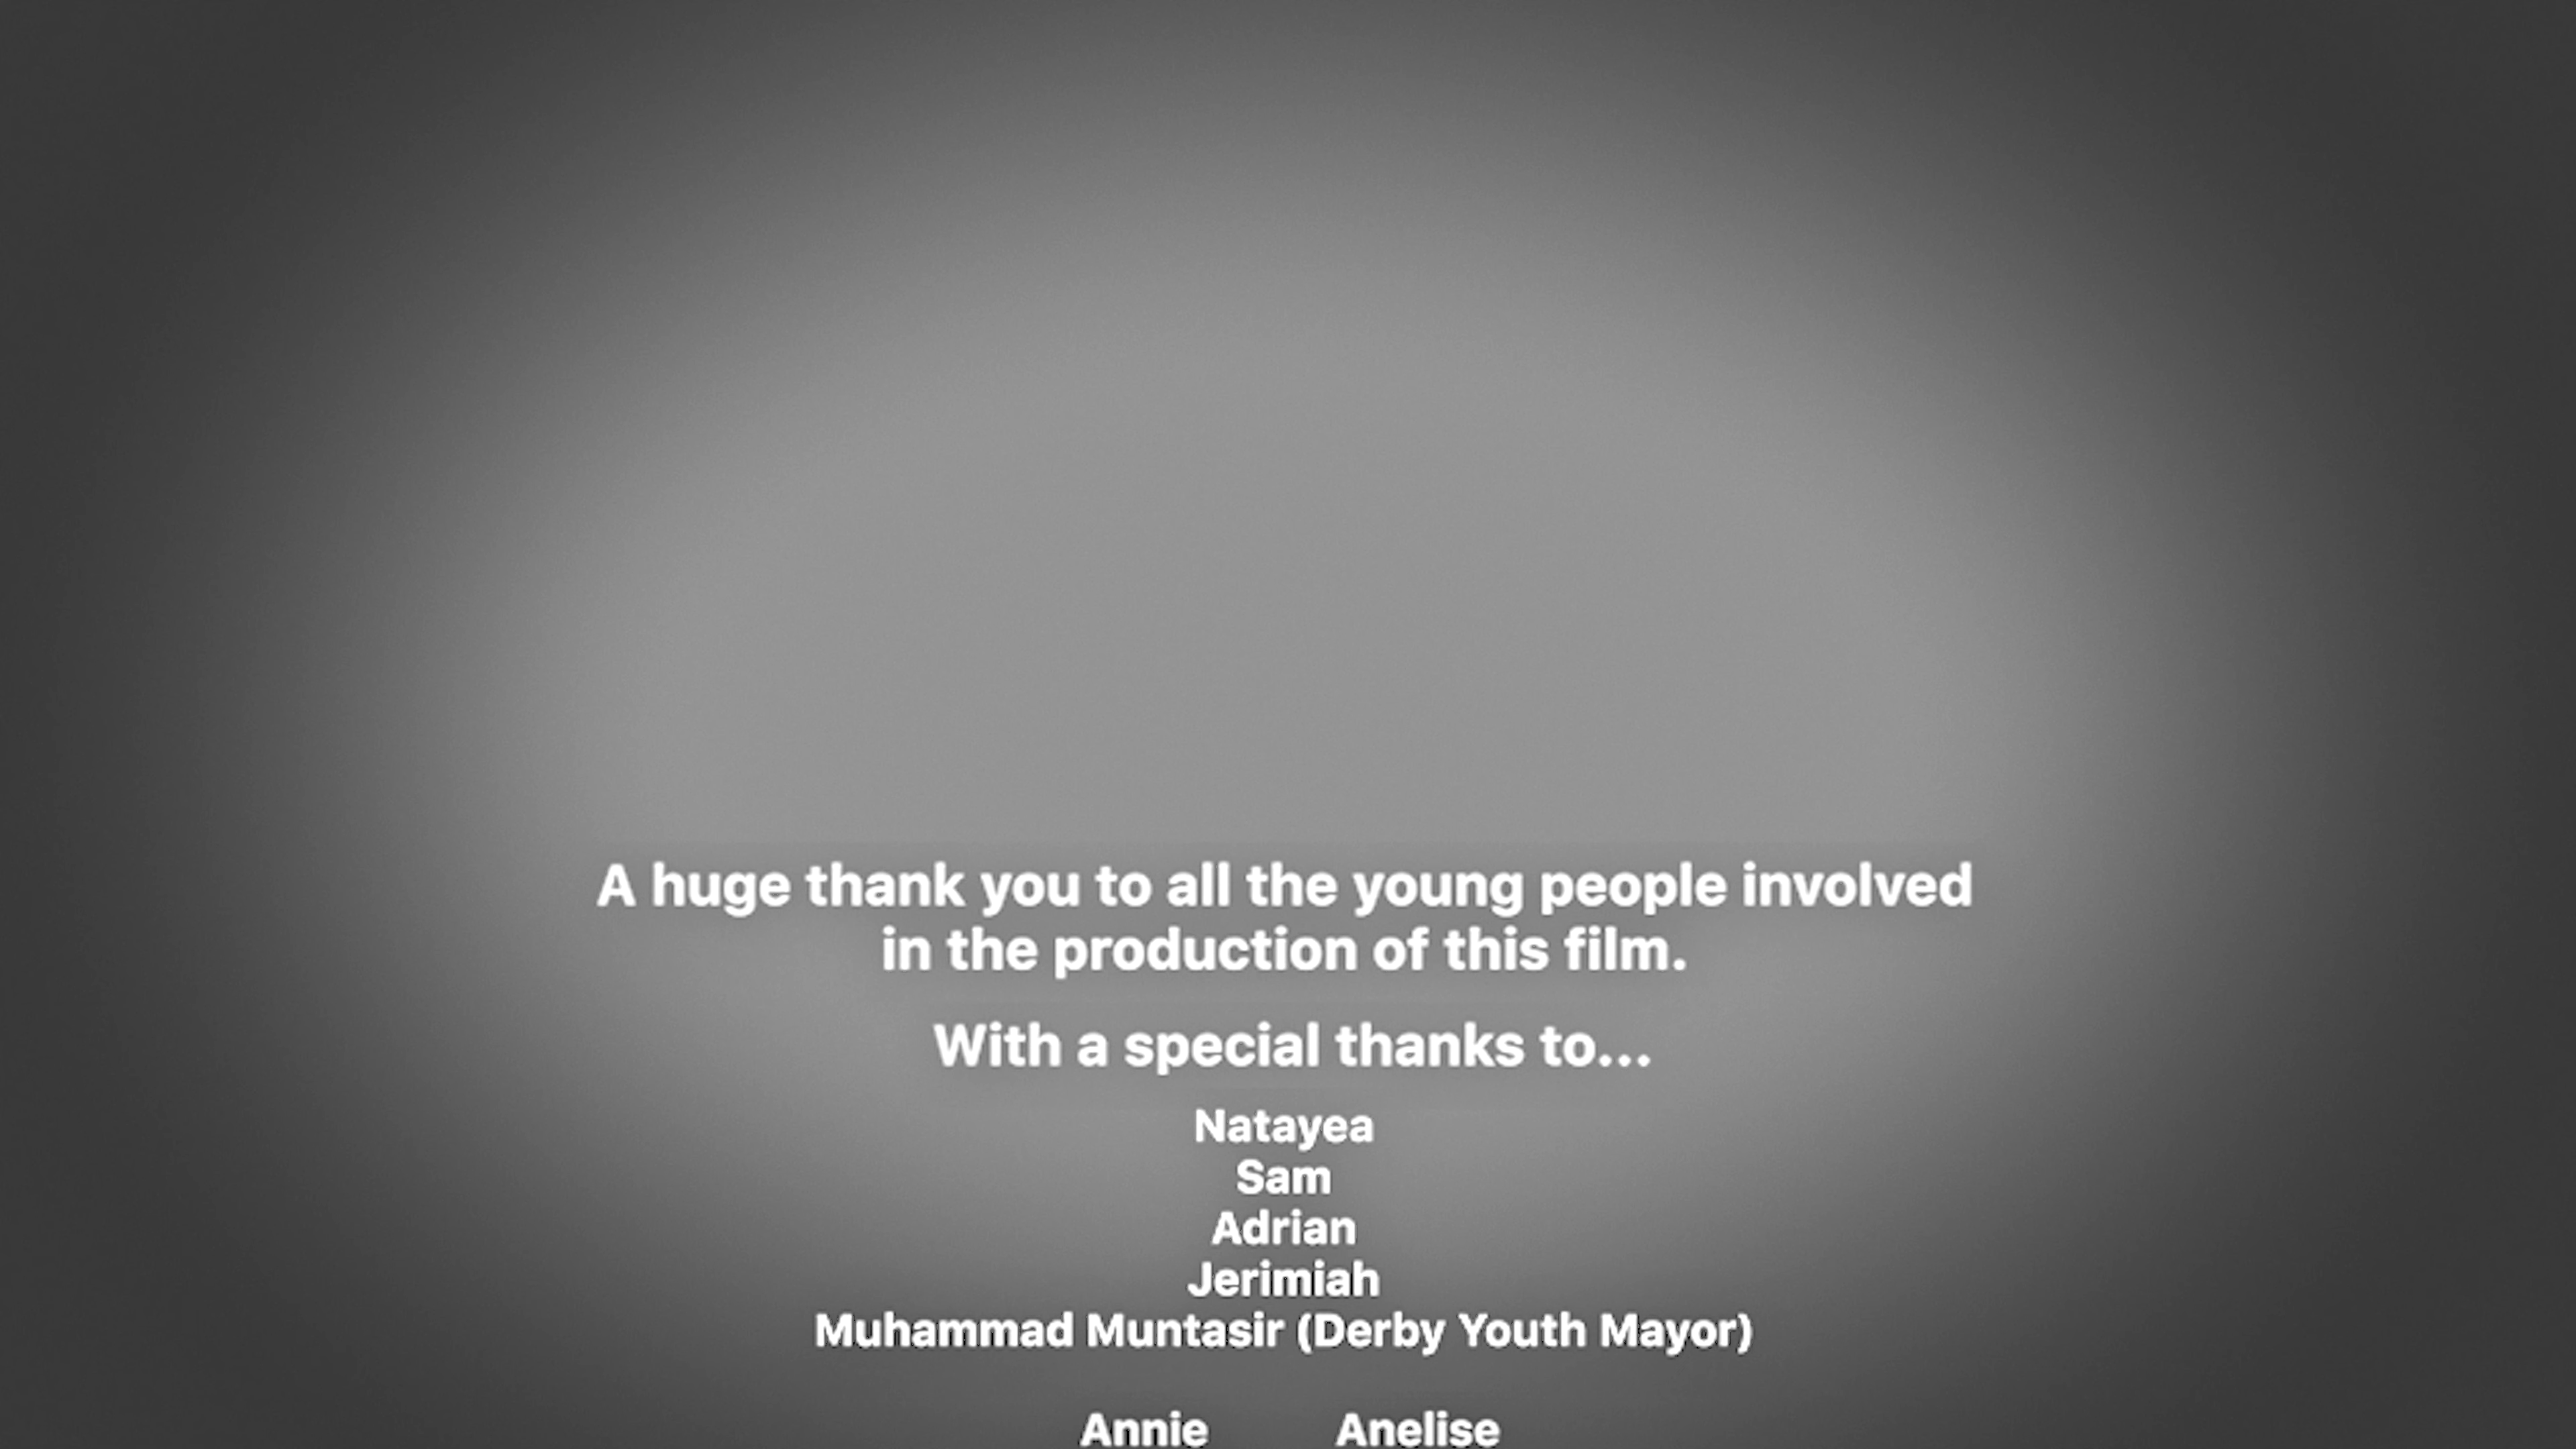 A huge thank you to all the young people involved
in the production of this film.
With a special thanks to...
Natayea
Sam
Adrian
Jerimiah
Muhammad Muntasir (Derby Youth Mayor)
Annie Anelise